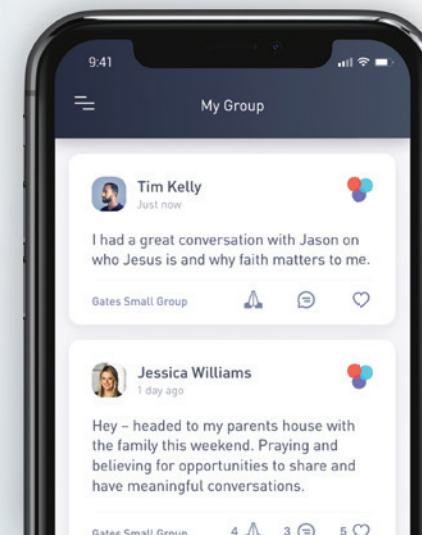 9:41
My Group
Tim Kelly
Just now
I had a great conversation with Jason on
who Jesus is and why faith matters to me.
Gates Small Group
Jessica Williams
1 day ago
Hey – headed to my parents house with
the family this weekend. Praying and
believing for opportunities to share and
have meaningful conversations.
Gates Small Group 4 3 5